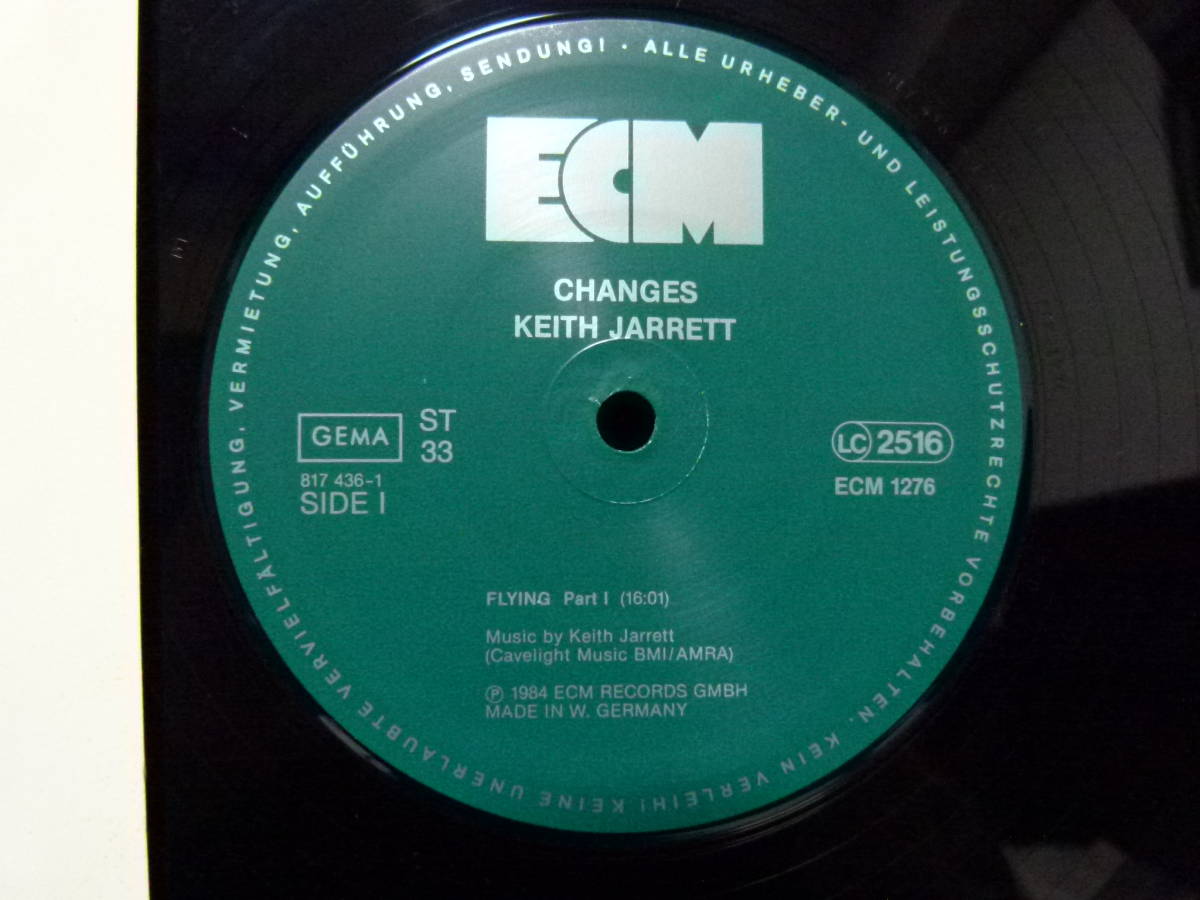 ALLE URHEBER- UND LEISTUNGSSCHUTZRECHTE VORBEHALTEN. KEIN VERLEIH! KEINE UNERLAUBTE VERVIELFÄLTIGUNG, VERMIETUNG, AUFFÜHRUNG, SENDUNG! ·
ECM
CHANGES
KEITH JARRETT
GEMA
ST
33
817 436-1
SIDE I
LC 2516
ECM 1276
FLYING Part I (16:01)
Music by Keith Jarrett
(Cavelight Music BMI/AMRA)
Ⓟ 1984 ECM RECORDS GMBH
MADE IN W. GERMANY